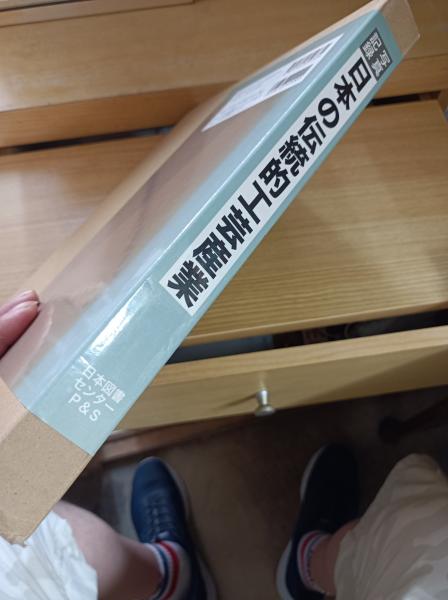 写真
記録
日本の伝統的工芸産業
日本図書
センター
P&S